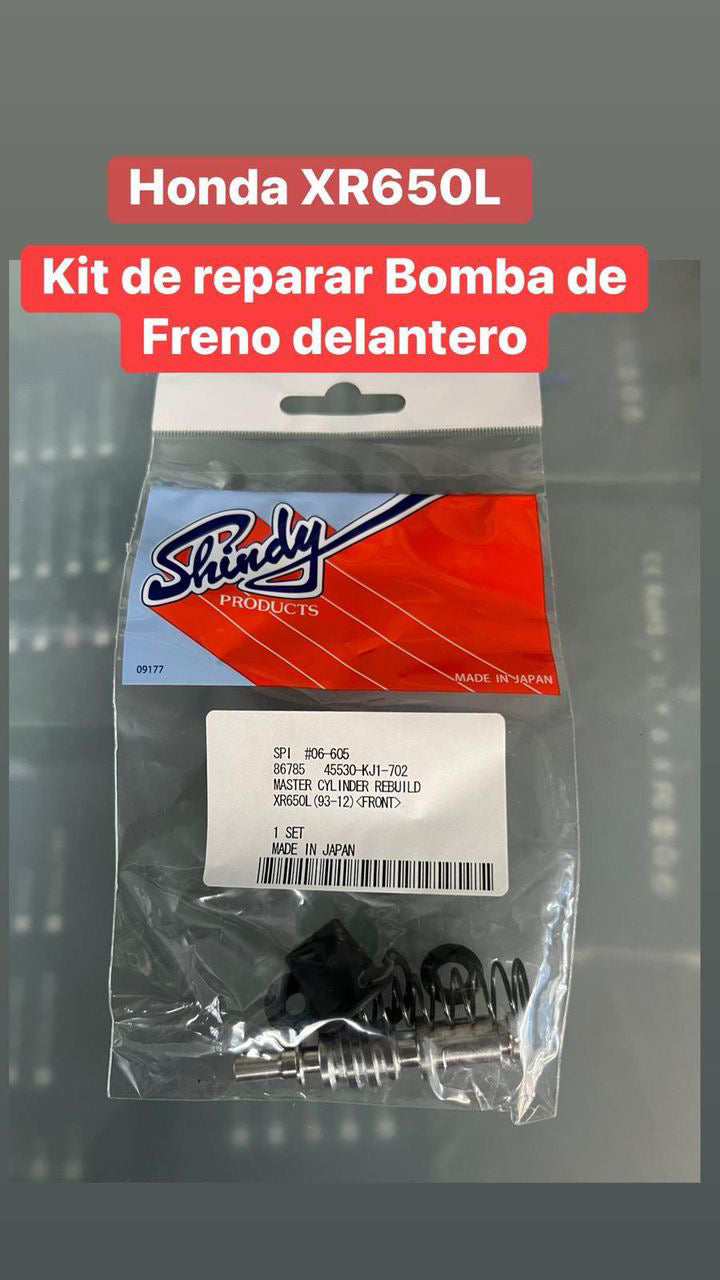 Honda XR650L
Kit de reparar Bomba de
Freno delantero
Shindy
PRODUCTS
09177
MADE IN JAPAN
SPI #06-605
86785 45530-KJ1-702
MASTER CYLINDER REBUILD
XR650L(93-12)<FRONT>
1 SET
MADE IN JAPAN